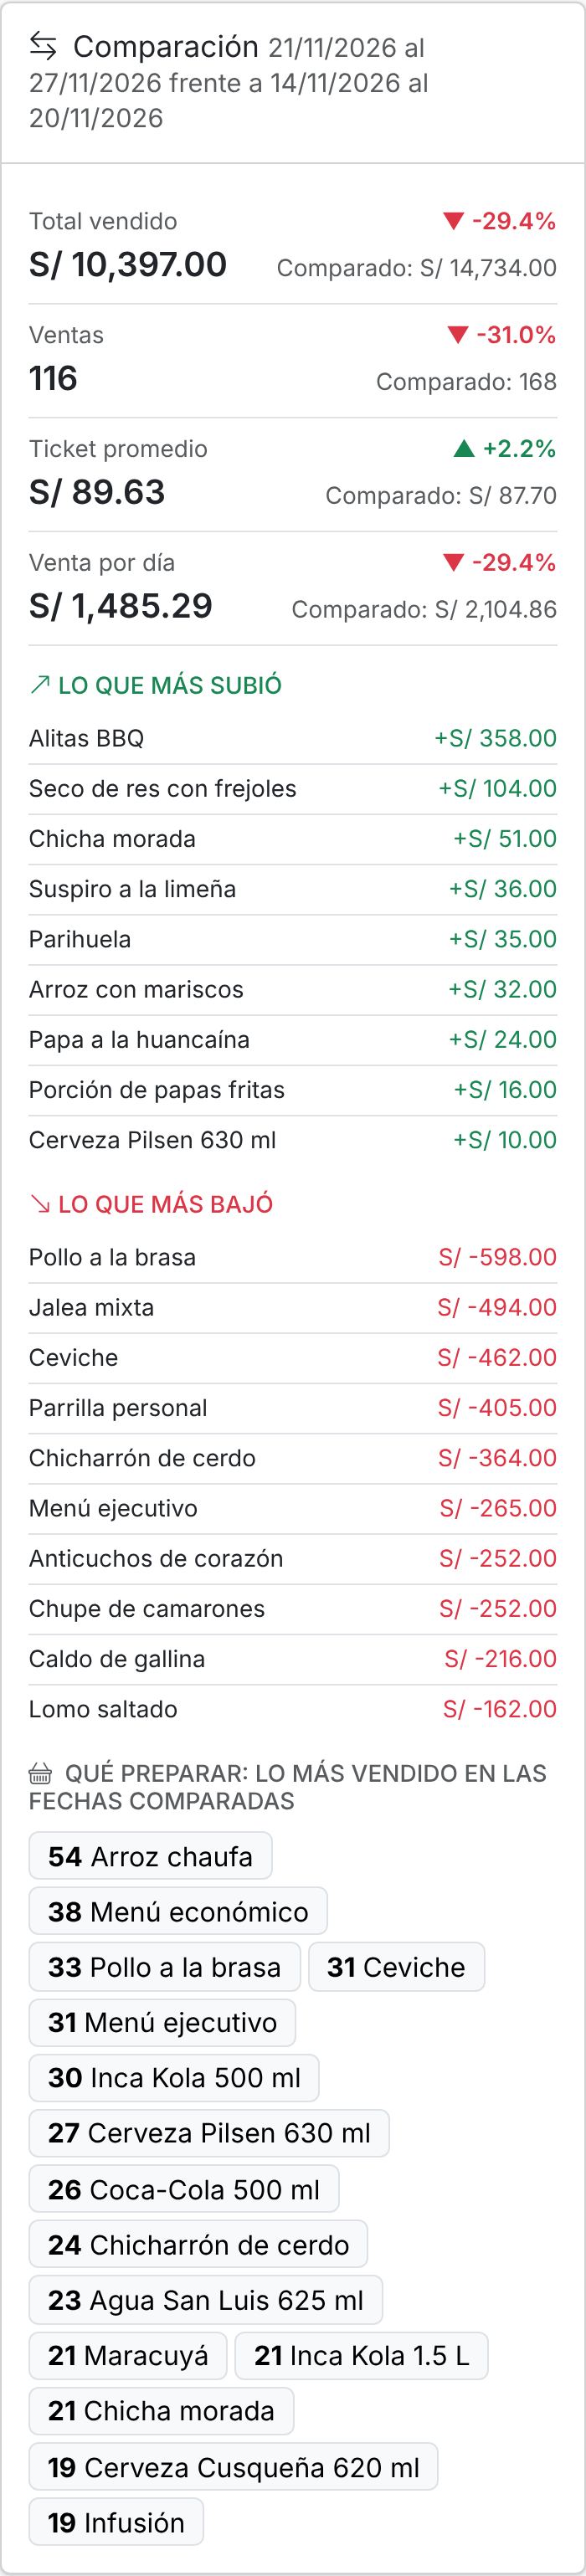 Comparación 21/11/2026 al
27/11/2026 frente a 14/11/2026 al
20/11/2026
Total vendido
▼ -29.4%
S/ 10,397.00
Comparado: S/ 14,734.00
Ventas
▼ -31.0%
116
Comparado: 168
Ticket promedio
▲ +2.2%
S/ 89.63
Comparado: S/ 87.70
Venta por día
▼ -29.4%
S/ 1,485.29
Comparado: S/ 2,104.86
LO QUE MÁS SUBIÓ
Alitas BBQ +S/ 358.00
Seco de res con frejoles +S/ 104.00
Chicha morada +S/ 51.00
Suspiro a la limeña +S/ 36.00
Parihuela +S/ 35.00
Arroz con mariscos +S/ 32.00
Papa a la huancaína +S/ 24.00
Porción de papas fritas +S/ 16.00
Cerveza Pilsen 630 ml +S/ 10.00
LO QUE MÁS BAJÓ
Pollo a la brasa S/ -598.00
Jalea mixta S/ -494.00
Ceviche S/ -462.00
Parrilla personal S/ -405.00
Chicharrón de cerdo S/ -364.00
Menú ejecutivo S/ -265.00
Anticuchos de corazón S/ -252.00
Chupe de camarones S/ -252.00
Caldo de gallina S/ -216.00
Lomo saltado S/ -162.00
QUÉ PREPARAR: LO MÁS VENDIDO EN LAS
FECHAS COMPARADAS
54 Arroz chaufa
38 Menú económico
33 Pollo a la brasa 31 Ceviche
31 Menú ejecutivo
30 Inca Kola 500 ml
27 Cerveza Pilsen 630 ml
26 Coca-Cola 500 ml
24 Chicharrón de cerdo
23 Agua San Luis 625 ml
21 Maracuyá 21 Inca Kola 1.5 L
21 Chicha morada
19 Cerveza Cusqueña 620 ml
19 Infusión